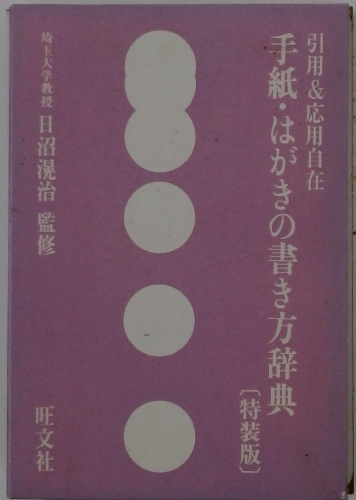 引用&応用自在
手紙・はがきの書き方辞典
〔特装版〕
埼玉大学教授 日沼滉治 監修
旺文社